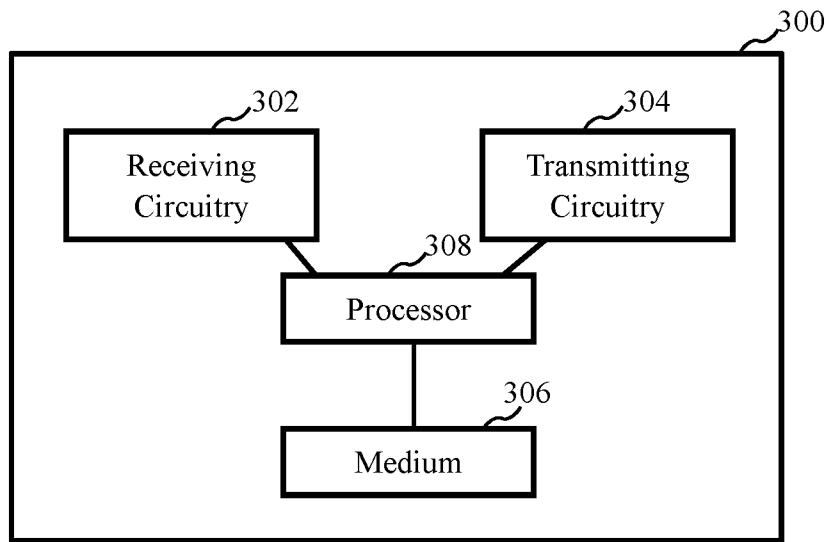 300
302
304
Receiving
Circuitry
Transmitting
Circuitry
308
Processor
306
Medium